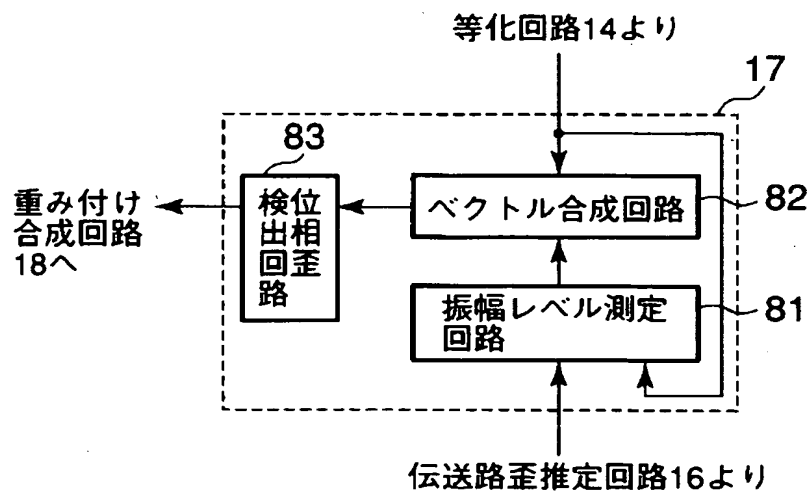 等化回路14より
17
83
重み付け
合成回路
18へ
位相歪
検出回路
ベクトル合成回路
82
振幅レベル測定
回路
81
伝送路歪推定回路16より